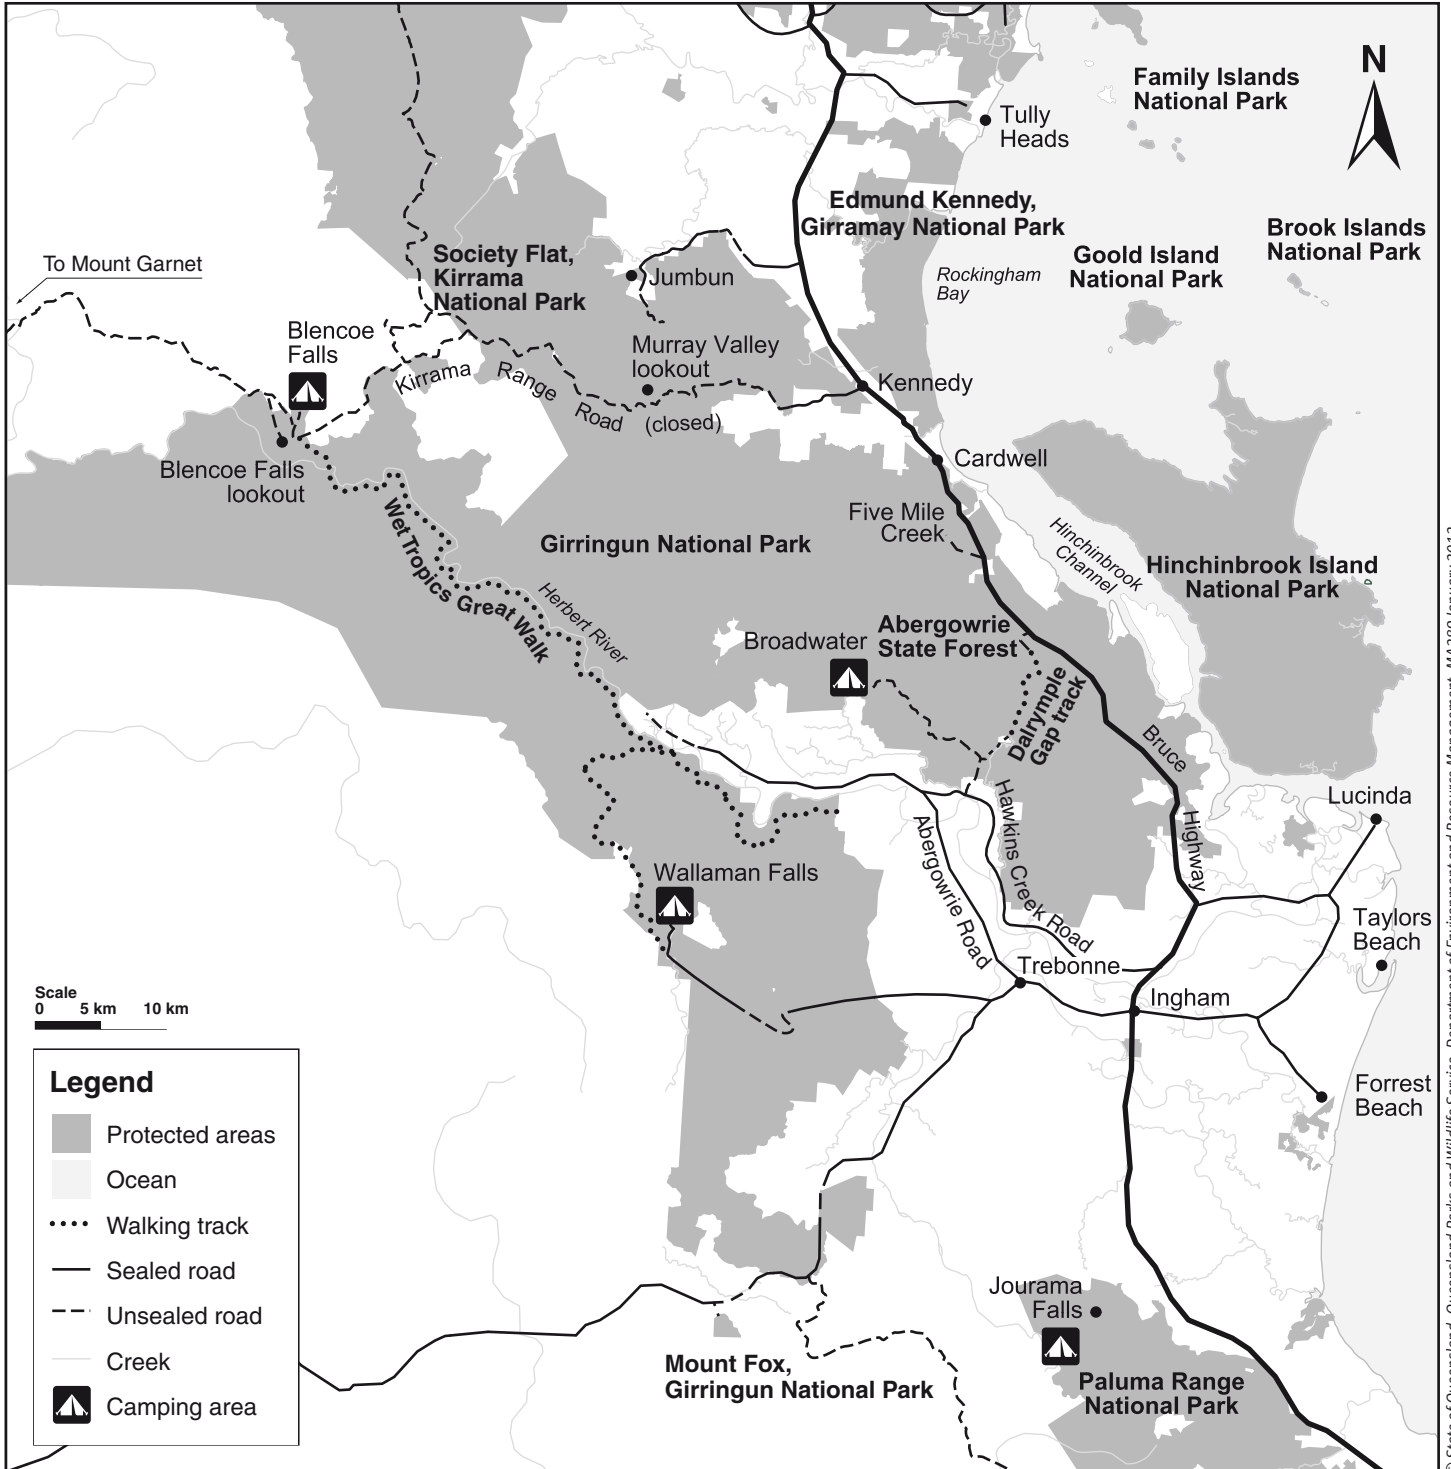 N
Family Islands
National Park
Tully
Heads
Edmund Kennedy,
Girramay National Park
Brook Islands
National Park
Goold Island
National Park
Society Flat,
Kirrama
National Park
To Mount Garnet
Jumbun
Rockingham
Bay
Blencoe
Falls
Murray Valley
lookout
Kirrama Range Road (closed)
Kennedy
Blencoe Falls
lookout
Cardwell
Wet Tropics Great Walk
Five Mile
Creek
Girringun National Park
Hinchinbrook
Channel
Hinchinbrook Island
National Park
Herbert River
Abergowrie
State Forest
Broadwater
Dalrymple
Gap track
Bruce Highway
Lucinda
Hawkins Creek Road
Abergowrie Road
Wallaman Falls
Taylors
Beach
Trebonne
Ingham
Scale
0 5 km 10 km
Forrest
Beach
Legend
Protected areas
Ocean
Walking track
Sealed road
Unsealed road
Creek
Camping area
Jourama
Falls
Mount Fox,
Girringun National Park
Paluma Range
National Park